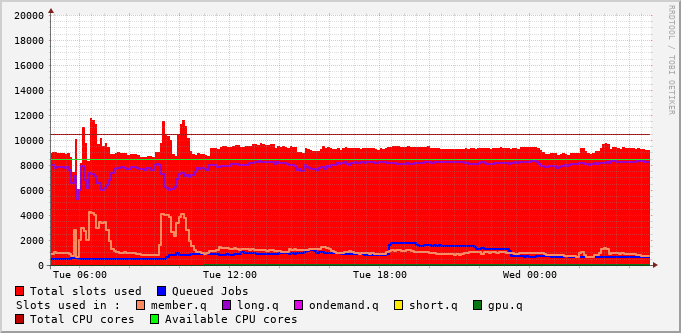 20000
18000
16000
14000
12000
10000
8000
6000
4000
2000
0
Tue 06:00 Tue 12:00 Tue 18:00 Wed 00:00
RRDTOOL / TOBI OETIKER
Total slots used Queued Jobs
Slots used in : member.q long.q ondemand.q short.q gpu.q
Total CPU cores Available CPU cores